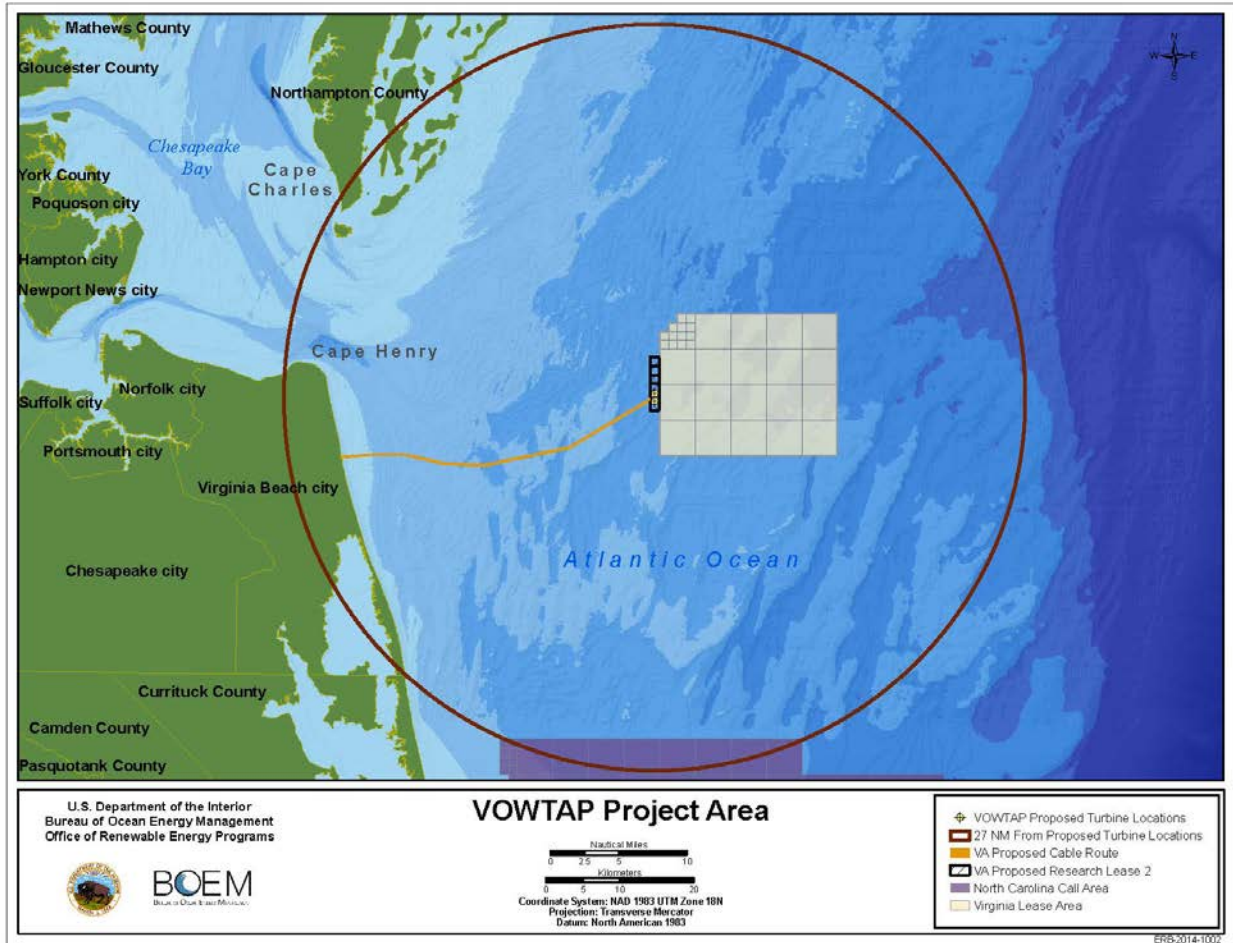 Mathews County
Gloucester County
Northampton County
N
W E
S
Chesapeake
Bay
Cape
Charles
York County
Poquoson city
Hampton city
Newport News city
Cape Henry
Norfolk city
Suffolk city
Portsmouth city
Virginia Beach city
Atlantic Ocean
Chesapeake city
Currituck County
Camden County
Pasquotank County
U.S. Department of the Interior
Bureau of Ocean Energy Management
Office of Renewable Energy Programs
BOEM
BUREAU OF OCEAN ENERGY MANAGEMENT
VOWTAP Project Area
Nautical Miles
0 2.5 5 10
Kilometers
0 5 10 20
Coordinate System: NAD 1983 UTM Zone 18N
Projection: Transverse Mercator
Datum: North American 1983
VOWTAP Proposed Turbine Locations
27 NM From Proposed Turbine Locations
VA Proposed Cable Route
VA Proposed Research Lease 2
North Carolina Call Area
Virginia Lease Area
ERB-2014-1002